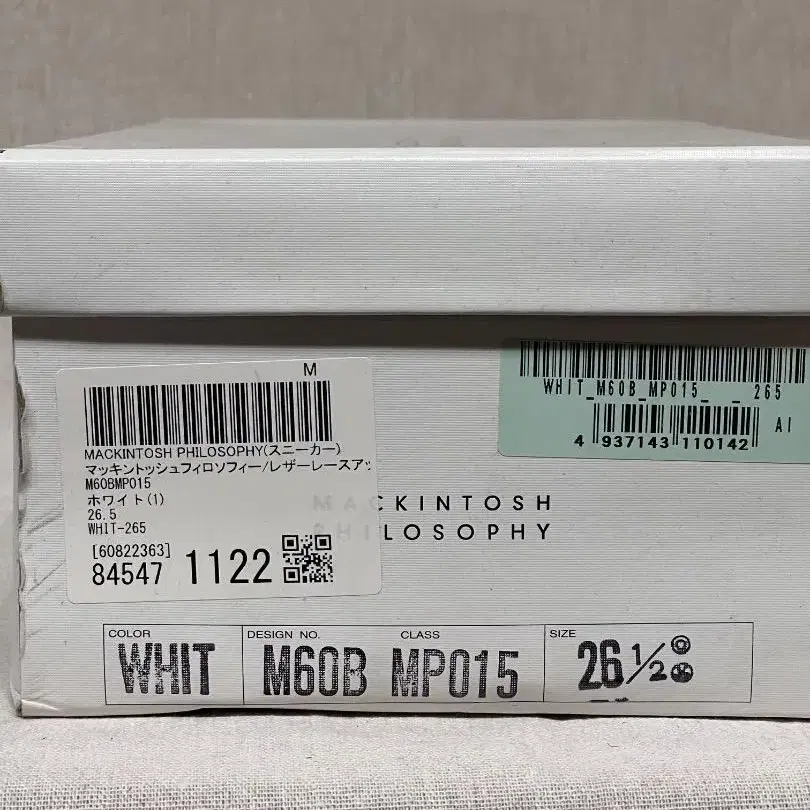 M
MACKINTOSH PHILOSOPHY(スニーカー)
マッキントッシュフィロソフィー/レザーレースアッ
M60BMP015
ホワイト(1)
26.5
WHIT-265
[60822363]
84547 1122
WHIT_M60B_MP015_ _265
4 937143 110142 AI
MACKINTOSH
PHILOSOPHY
COLOR DESIGN NO. CLASS SIZE
WHIT M60B MP015 26 1/2